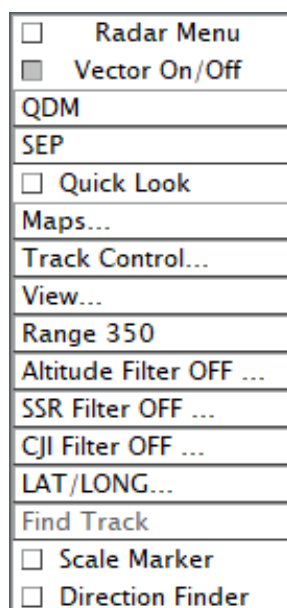 Radar Menu
Vector On/Off
QDM
SEP
Quick Look
Maps...
Track Control...
View...
Range 350
Altitude Filter OFF ...
SSR Filter OFF ...
CJI Filter OFF ...
LAT/LONG...
Find Track
Scale Marker
Direction Finder